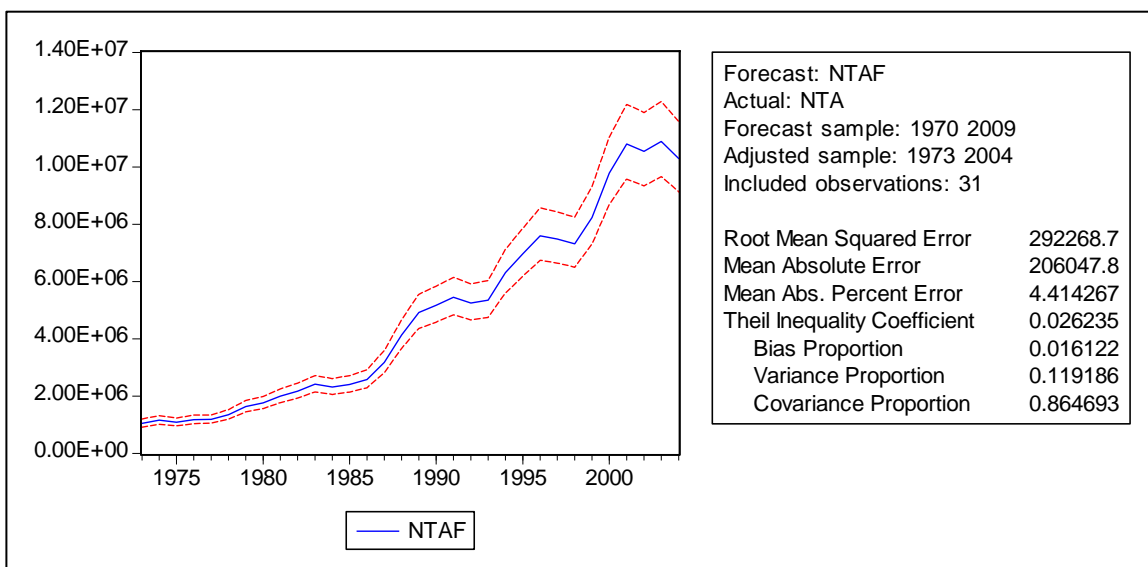 1.40E+07
1.20E+07
1.00E+07
8.00E+06
6.00E+06
4.00E+06
2.00E+06
0.00E+00
1975 1980 1985 1990 1995 2000
NTAF
Forecast: NTAF
Actual: NTA
Forecast sample: 1970 2009
Adjusted sample: 1973 2004
Included observations: 31
Root Mean Squared Error 292268.7
Mean Absolute Error 206047.8
Mean Abs. Percent Error 4.414267
Theil Inequality Coefficient 0.026235
Bias Proportion 0.016122
Variance Proportion 0.119186
Covariance Proportion 0.864693